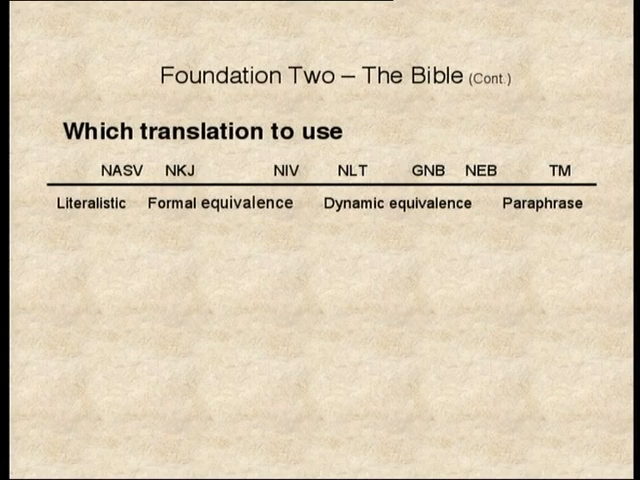 Foundation Two – The Bible (Cont.)
Which translation to use
NASV NKJ NIV NLT GNB NEB TM
Literalistic Formal equivalence Dynamic equivalence Paraphrase